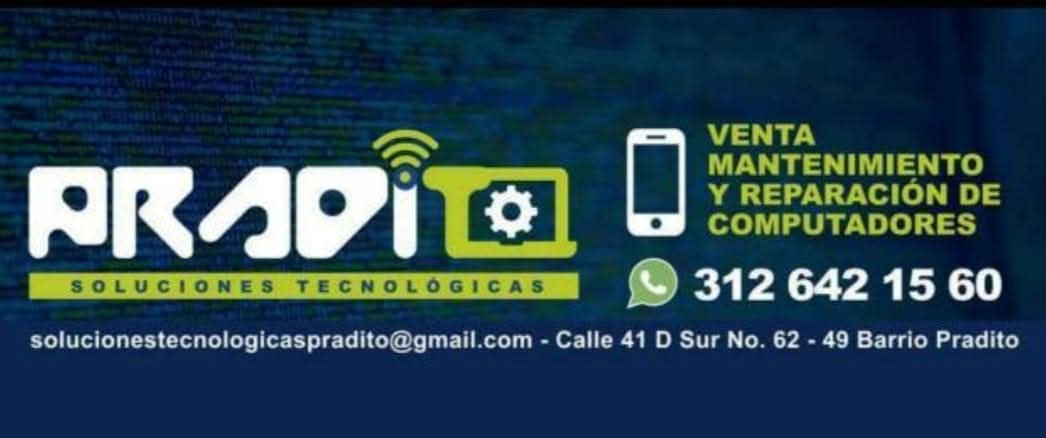 PRADITO
SOLUCIONES TECNOLÓGICAS
VENTA
MANTENIMIENTO
Y REPARACIÓN DE
COMPUTADORES
312 642 15 60
solucionestecnologicaspradito@gmail.com - Calle 41 D Sur No. 62 - 49 Barrio Pradito